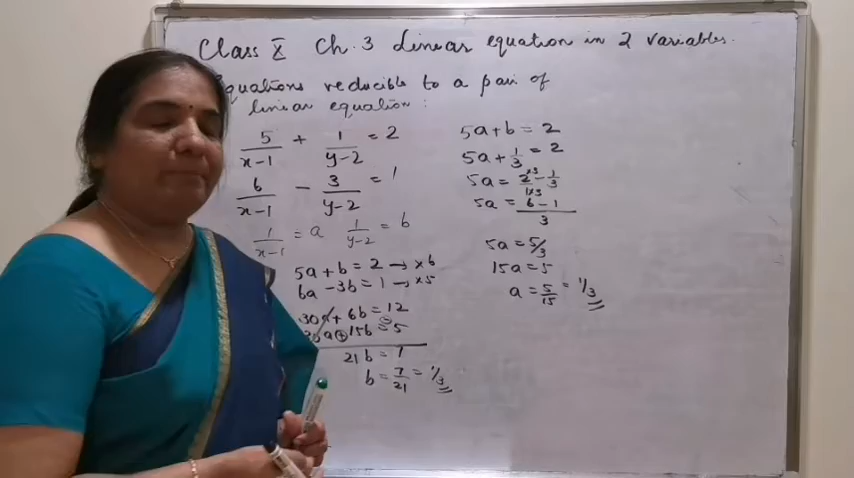 Class X Ch. 3 Linear equation in 2 variables.
Equations reducible to a pair of
linear equation :
5/x-1 + 1/y-2 = 2
6/x-1 - 3/y-2 = 1
1/x-1 = a 1/y-2 = b
5a+b = 2 → x6
6a -3b = 1 → x5
30a + 6b = 12
30a ⊕ 15b = 5
21b = 7
b = 7/21 = 1/3
5a+b = 2
5a + 1/3 = 2
5a = 2x3/1x3 - 1/3
5a = 6-1/3
5a = 5/3
15a = 5
a = 5/15 = 1/3